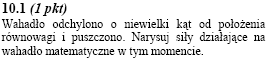 10.1 (1 pkt)
Wahadło odchylono o niewielki kąt od położenia
równowagi i puszczono. Narysuj siły działające na
wahadło matematyczne w tym momencie.